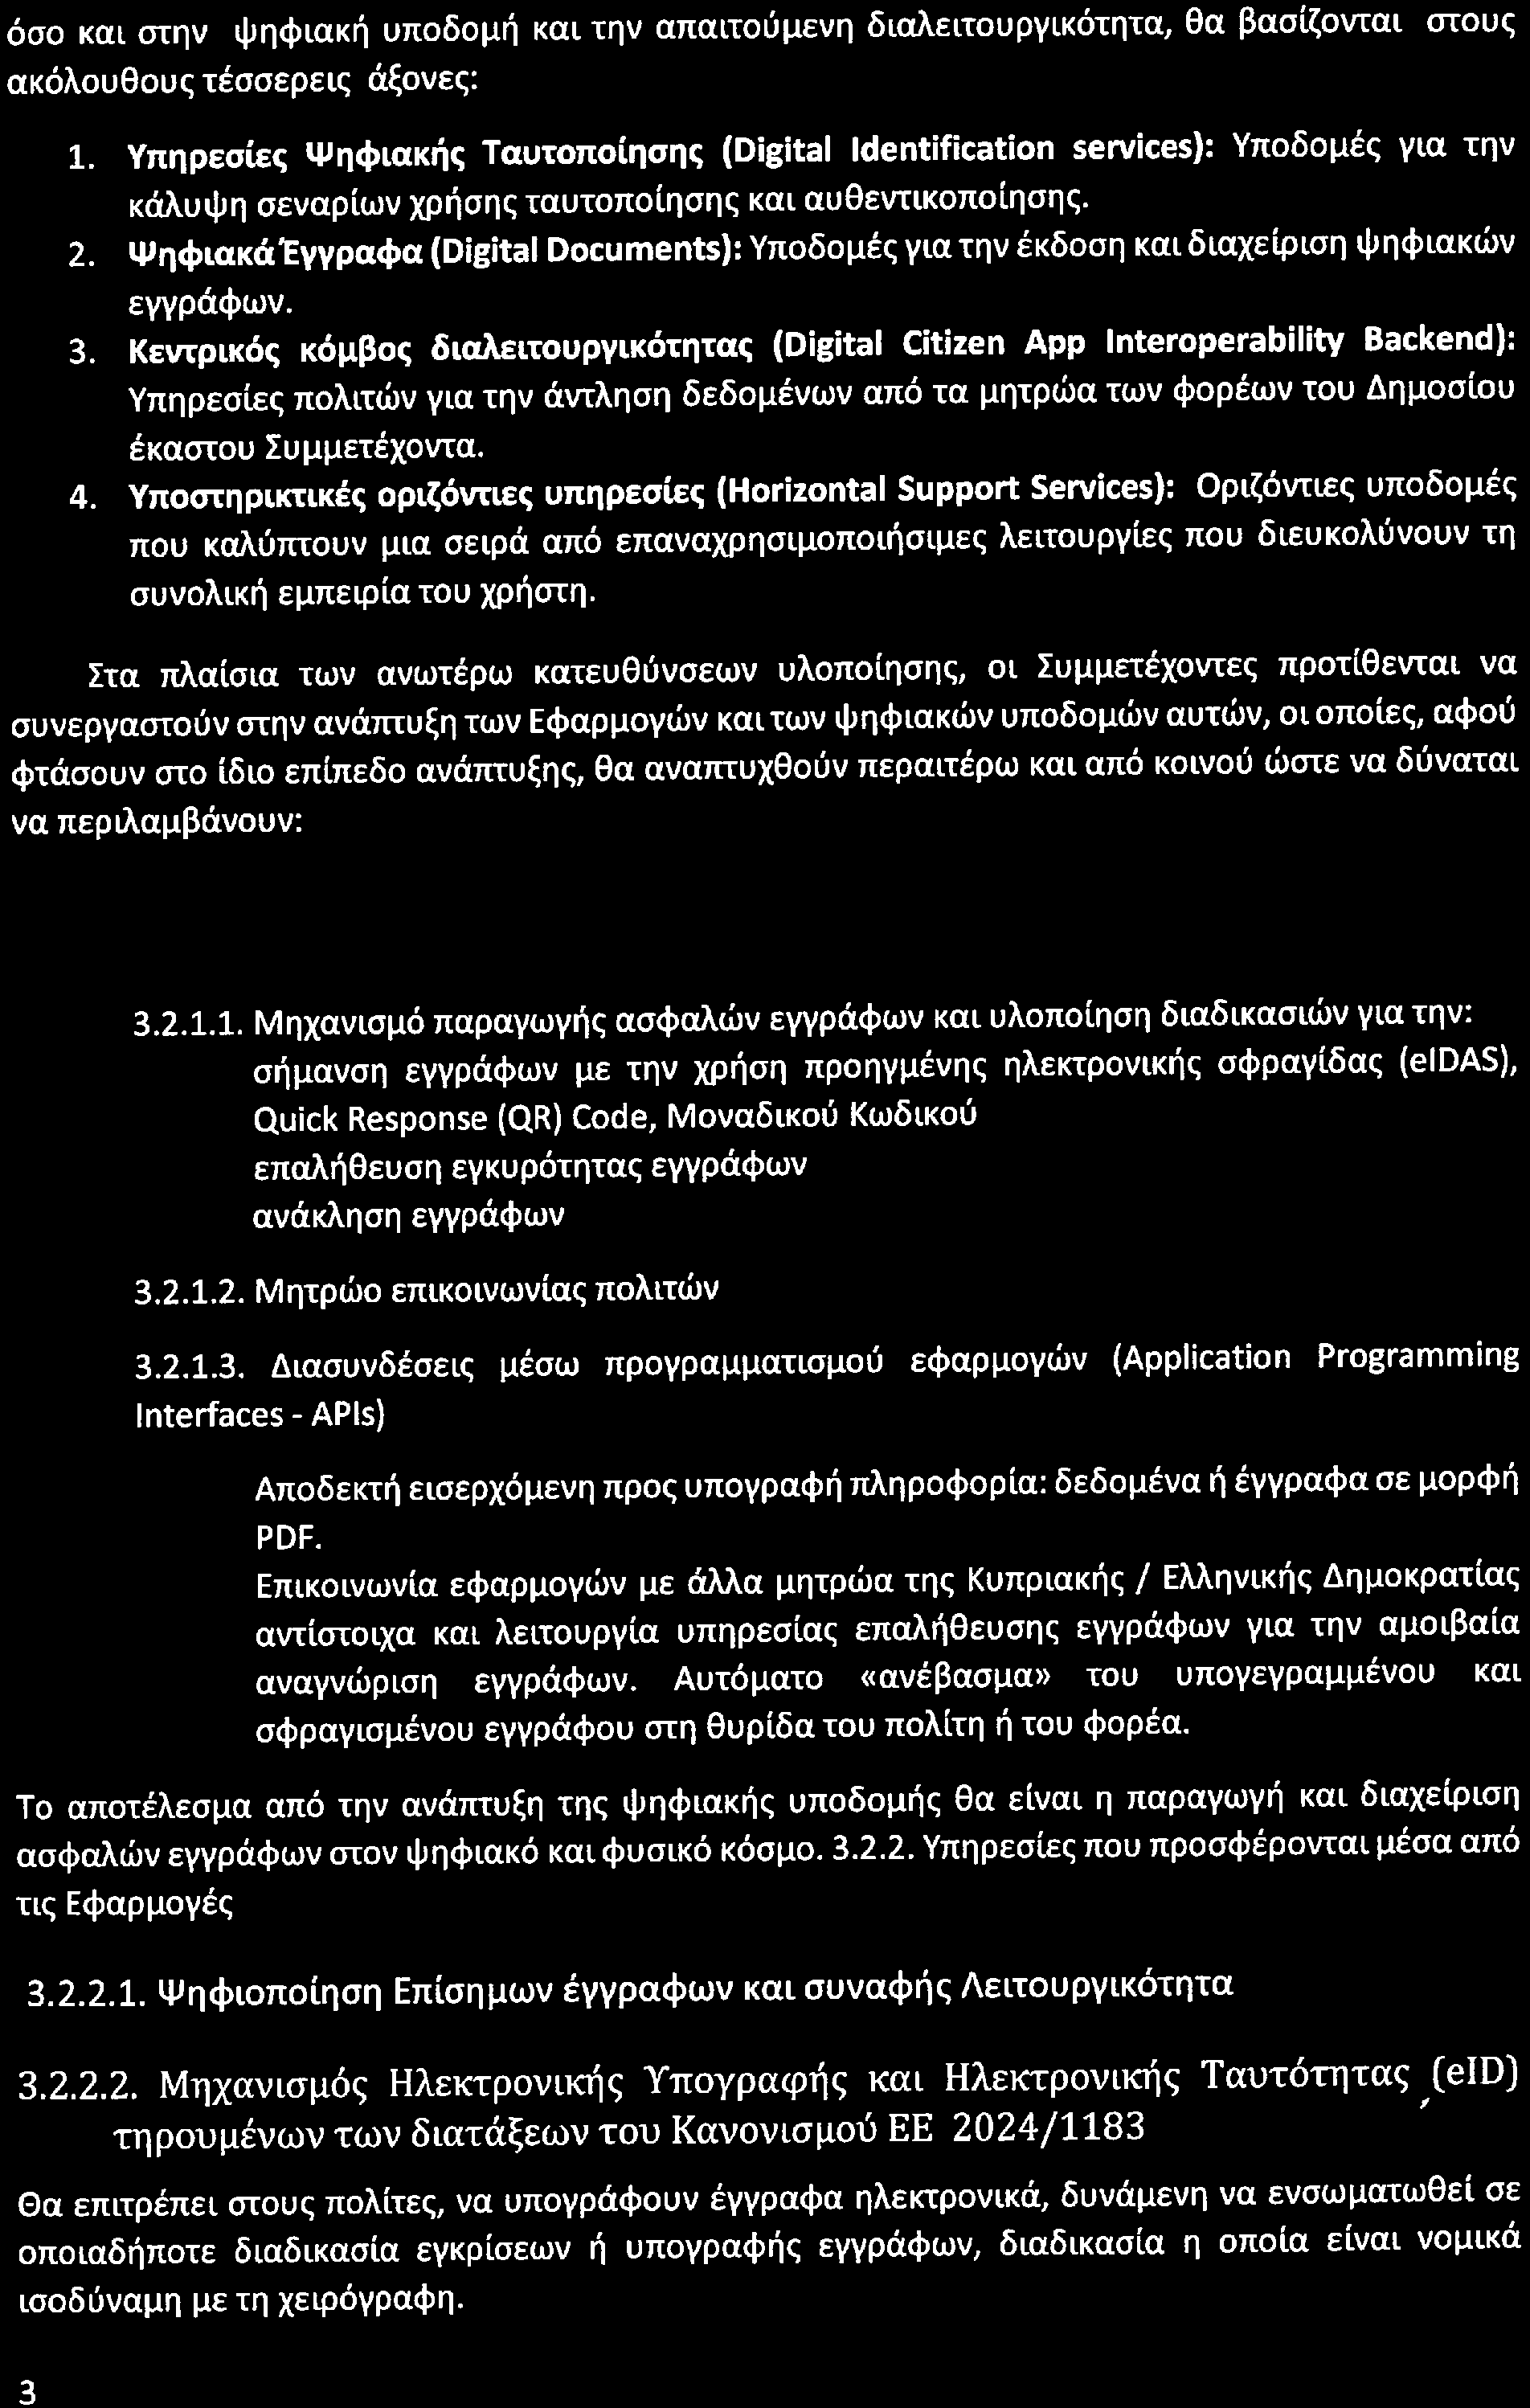 όσο και στην ψηφιακή υποδομή και την απαιτούμενη διαλειτουργικότητα, θα βασίζονται στους
ακόλουθους τέσσερεις άξονες:
1. Υπηρεσίες Ψηφιακής Ταυτοποίησης (Digital Identification services): Υποδομές για την
κάλυψη σεναρίων χρήσης ταυτοποίησης και αυθεντικοποίησης.
2. Ψηφιακά Έγγραφα (Digital Documents): Υποδομές για την έκδοση και διαχείριση ψηφιακών
εγγράφων.
3. Κεντρικός κόμβος διαλειτουργικότητας (Digital Citizen App Interoperability Backend):
Υπηρεσίες πολιτών για την άντληση δεδομένων από τα μητρώα των φορέων του Δημοσίου
έκαστου Συμμετέχοντα.
4. Υποστηρικτικές οριζόντιες υπηρεσίες (Horizontal Support Services): Οριζόντιες υποδομές
που καλύπτουν μια σειρά από επαναχρησιμοποιήσιμες λειτουργίες που διευκολύνουν τη
συνολική εμπειρία του χρήστη.
Στα πλαίσια των ανωτέρω κατευθύνσεων υλοποίησης, οι Συμμετέχοντες προτίθενται να
συνεργαστούν στην ανάπτυξη των Εφαρμογών και των ψηφιακών υποδομών αυτών, οι οποίες, αφού
φτάσουν στο ίδιο επίπεδο ανάπτυξης, θα αναπτυχθούν περαιτέρω και από κοινού ώστε να δύναται
να περιλαμβάνουν:
3.2.1.1. Μηχανισμό παραγωγής ασφαλών εγγράφων και υλοποίηση διαδικασιών για την:
σήμανση εγγράφων με την χρήση προηγμένης ηλεκτρονικής σφραγίδας (eIDAS),
Quick Response (QR) Code, Μοναδικού Κωδικού
επαλήθευση εγκυρότητας εγγράφων
ανάκληση εγγράφων
3.2.1.2. Μητρώο επικοινωνίας πολιτών
3.2.1.3. Διασυνδέσεις μέσω προγραμματισμού εφαρμογών (Application Programming
Interfaces - APIs)
Αποδεκτή εισερχόμενη προς υπογραφή πληροφορία: δεδομένα ή έγγραφα σε μορφή
PDF.
Επικοινωνία εφαρμογών με άλλα μητρώα της Κυπριακής / Ελληνικής Δημοκρατίας
αντίστοιχα και λειτουργία υπηρεσίας επαλήθευσης εγγράφων για την αμοιβαία
αναγνώριση εγγράφων. Αυτόματο «ανέβασμα» του υπογεγραμμένου και
σφραγισμένου εγγράφου στη θυρίδα του πολίτη ή του φορέα.
Το αποτέλεσμα από την ανάπτυξη της ψηφιακής υποδομής θα είναι η παραγωγή και διαχείριση
ασφαλών εγγράφων στον ψηφιακό και φυσικό κόσμο. 3.2.2. Υπηρεσίες που προσφέρονται μέσα από
τις Εφαρμογές
3.2.2.1. Ψηφιοποίηση Επίσημων έγγραφων και συναφής Λειτουργικότητα
3.2.2.2. Μηχανισμός Ηλεκτρονικής Υπογραφής και Ηλεκτρονικής Ταυτότητας (eID)
τηρουμένων των διατάξεων του Κανονισμού ΕΕ 2024/1183
Θα επιτρέπει στους πολίτες, να υπογράφουν έγγραφα ηλεκτρονικά, δυνάμενη να ενσωματωθεί σε
οποιαδήποτε διαδικασία εγκρίσεων ή υπογραφής εγγράφων, διαδικασία η οποία είναι νομικά
ισοδύναμη με τη χειρόγραφη.
3